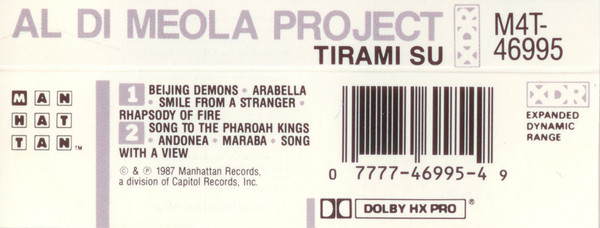 AL DI MEOLA PROJECT
TIRAMI SU
XDR
M4T-
46995
MAN
HAT
TAN™
1 BEIJING DEMONS • ARABELLA
• SMILE FROM A STRANGER •
RHAPSODY OF FIRE
2 SONG TO THE PHAROAH KINGS
• ANDONEA • MARABA • SONG
WITH A VIEW
© & ℗ 1987 Manhattan Records,
a division of Capitol Records, Inc.
0 7777-46995-4 9
XDR
EXPANDED
DYNAMIC
RANGE
DOLBY HX PRO®